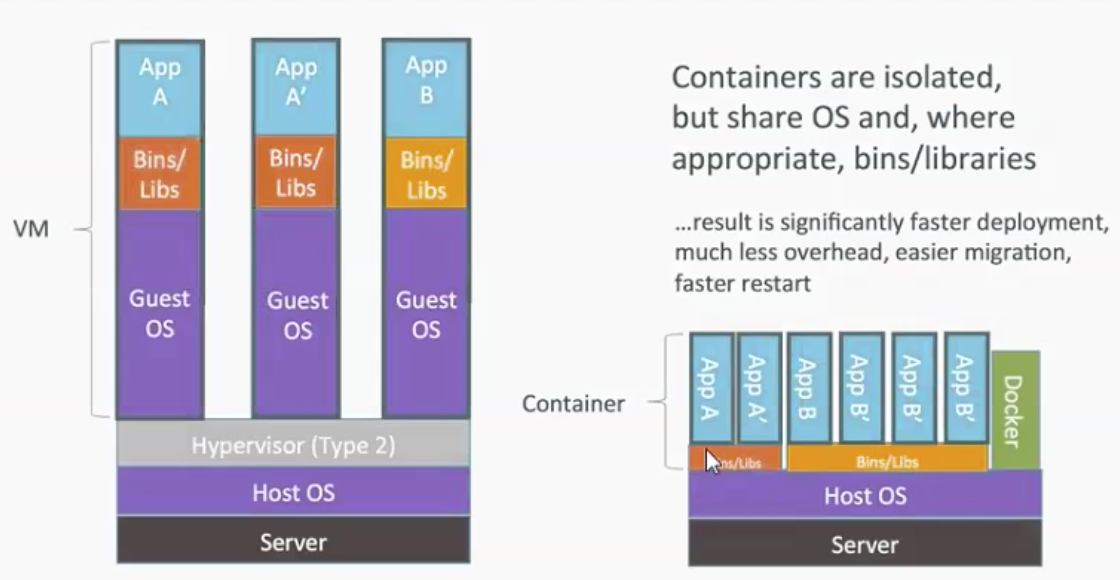 VM
App
A
Bins/
Libs
Guest
OS
App
A’
Bins/
Libs
Guest
OS
App
B
Bins/
Libs
Guest
OS
Hypervisor (Type 2)
Host OS
Server
Containers are isolated,
but share OS and, where
appropriate, bins/libraries
...result is significantly faster deployment,
much less overhead, easier migration,
faster restart
Container
App A
App A’
App B
App B’
App B’
App B’
Docker
ns/Libs
Bins/Libs
Host OS
Server